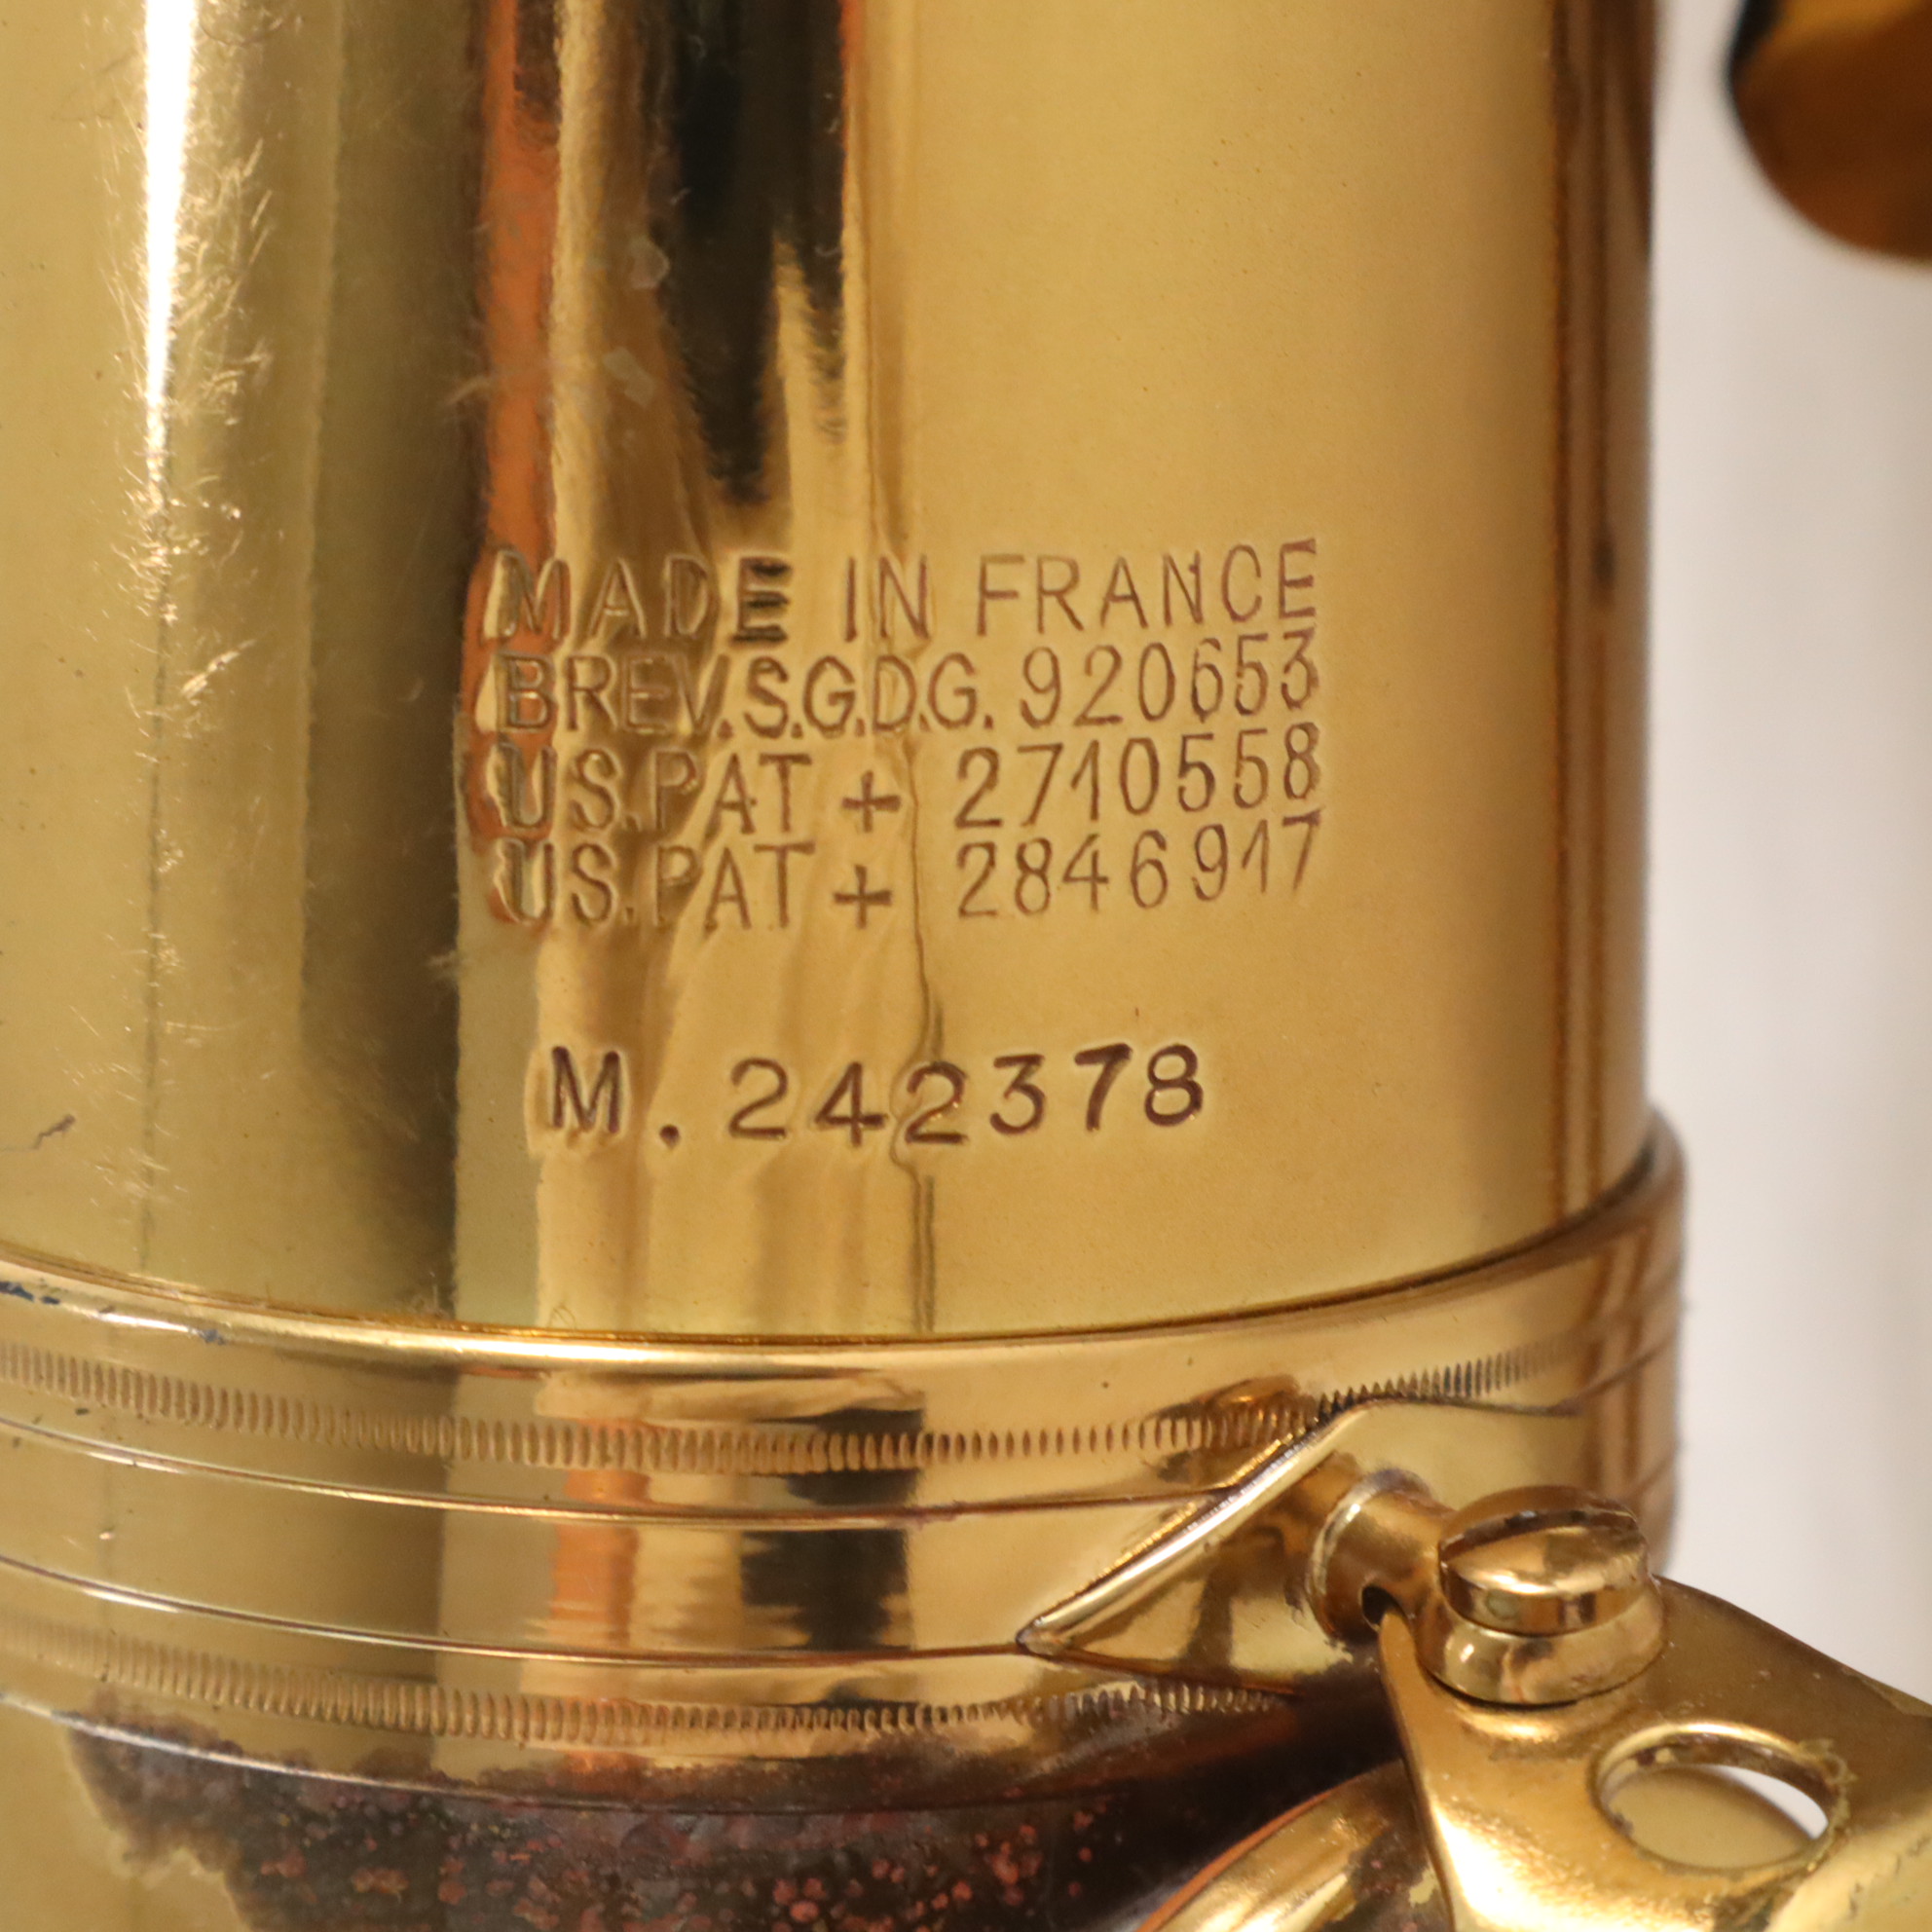 MADE IN FRANCE
BREV.S.G.D.G. 920653
US.PAT + 2710558
US.PAT + 2846917
M. 242378